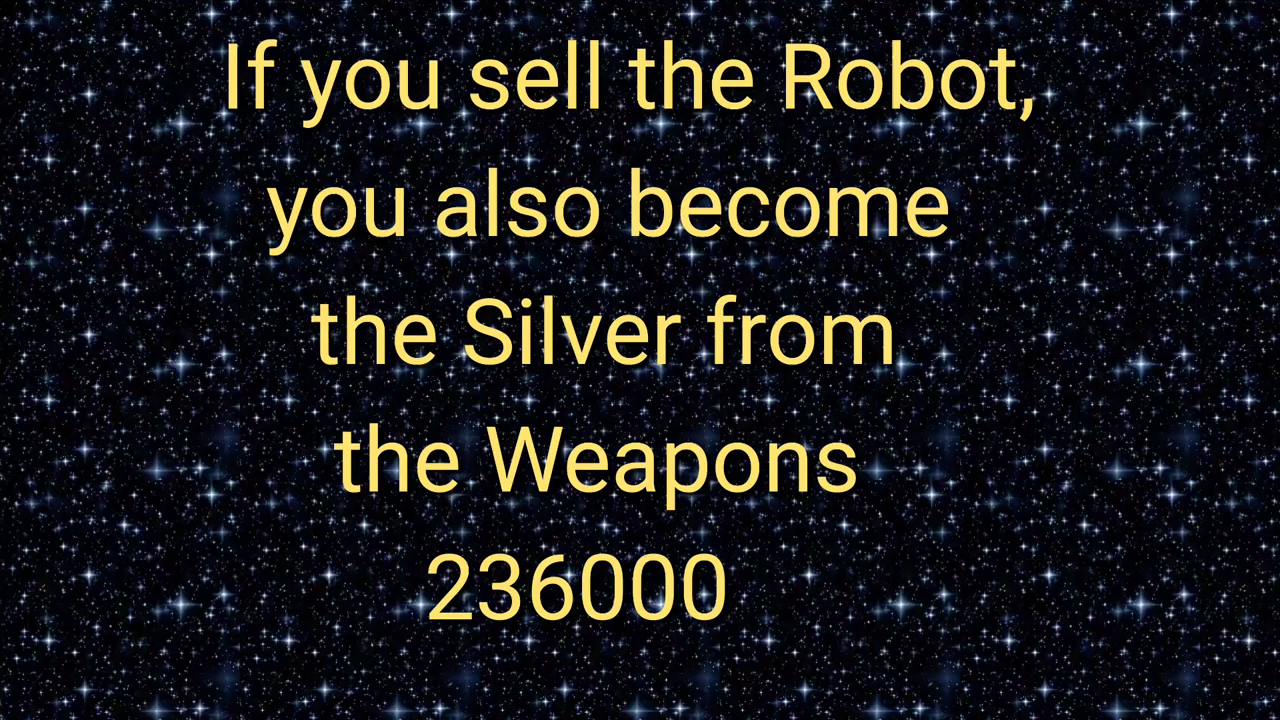 If you sell the Robot,
you also become
the Silver from
the Weapons
236000